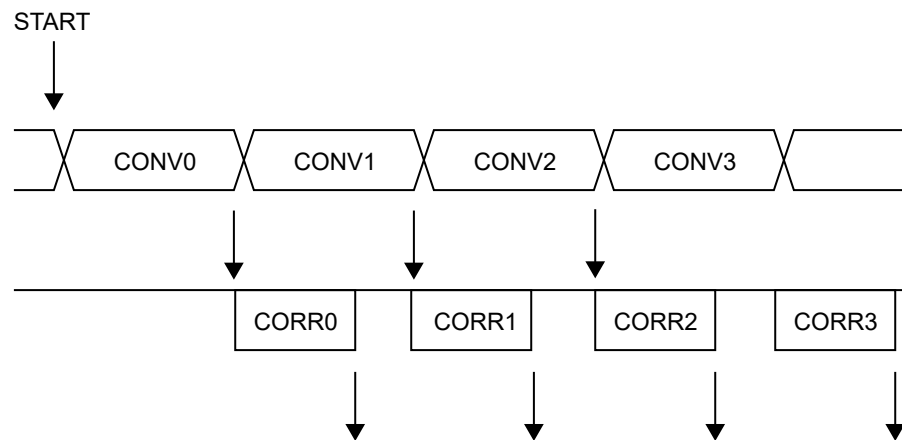 START
CONV0 CONV1 CONV2 CONV3
CORR0 CORR1 CORR2 CORR3